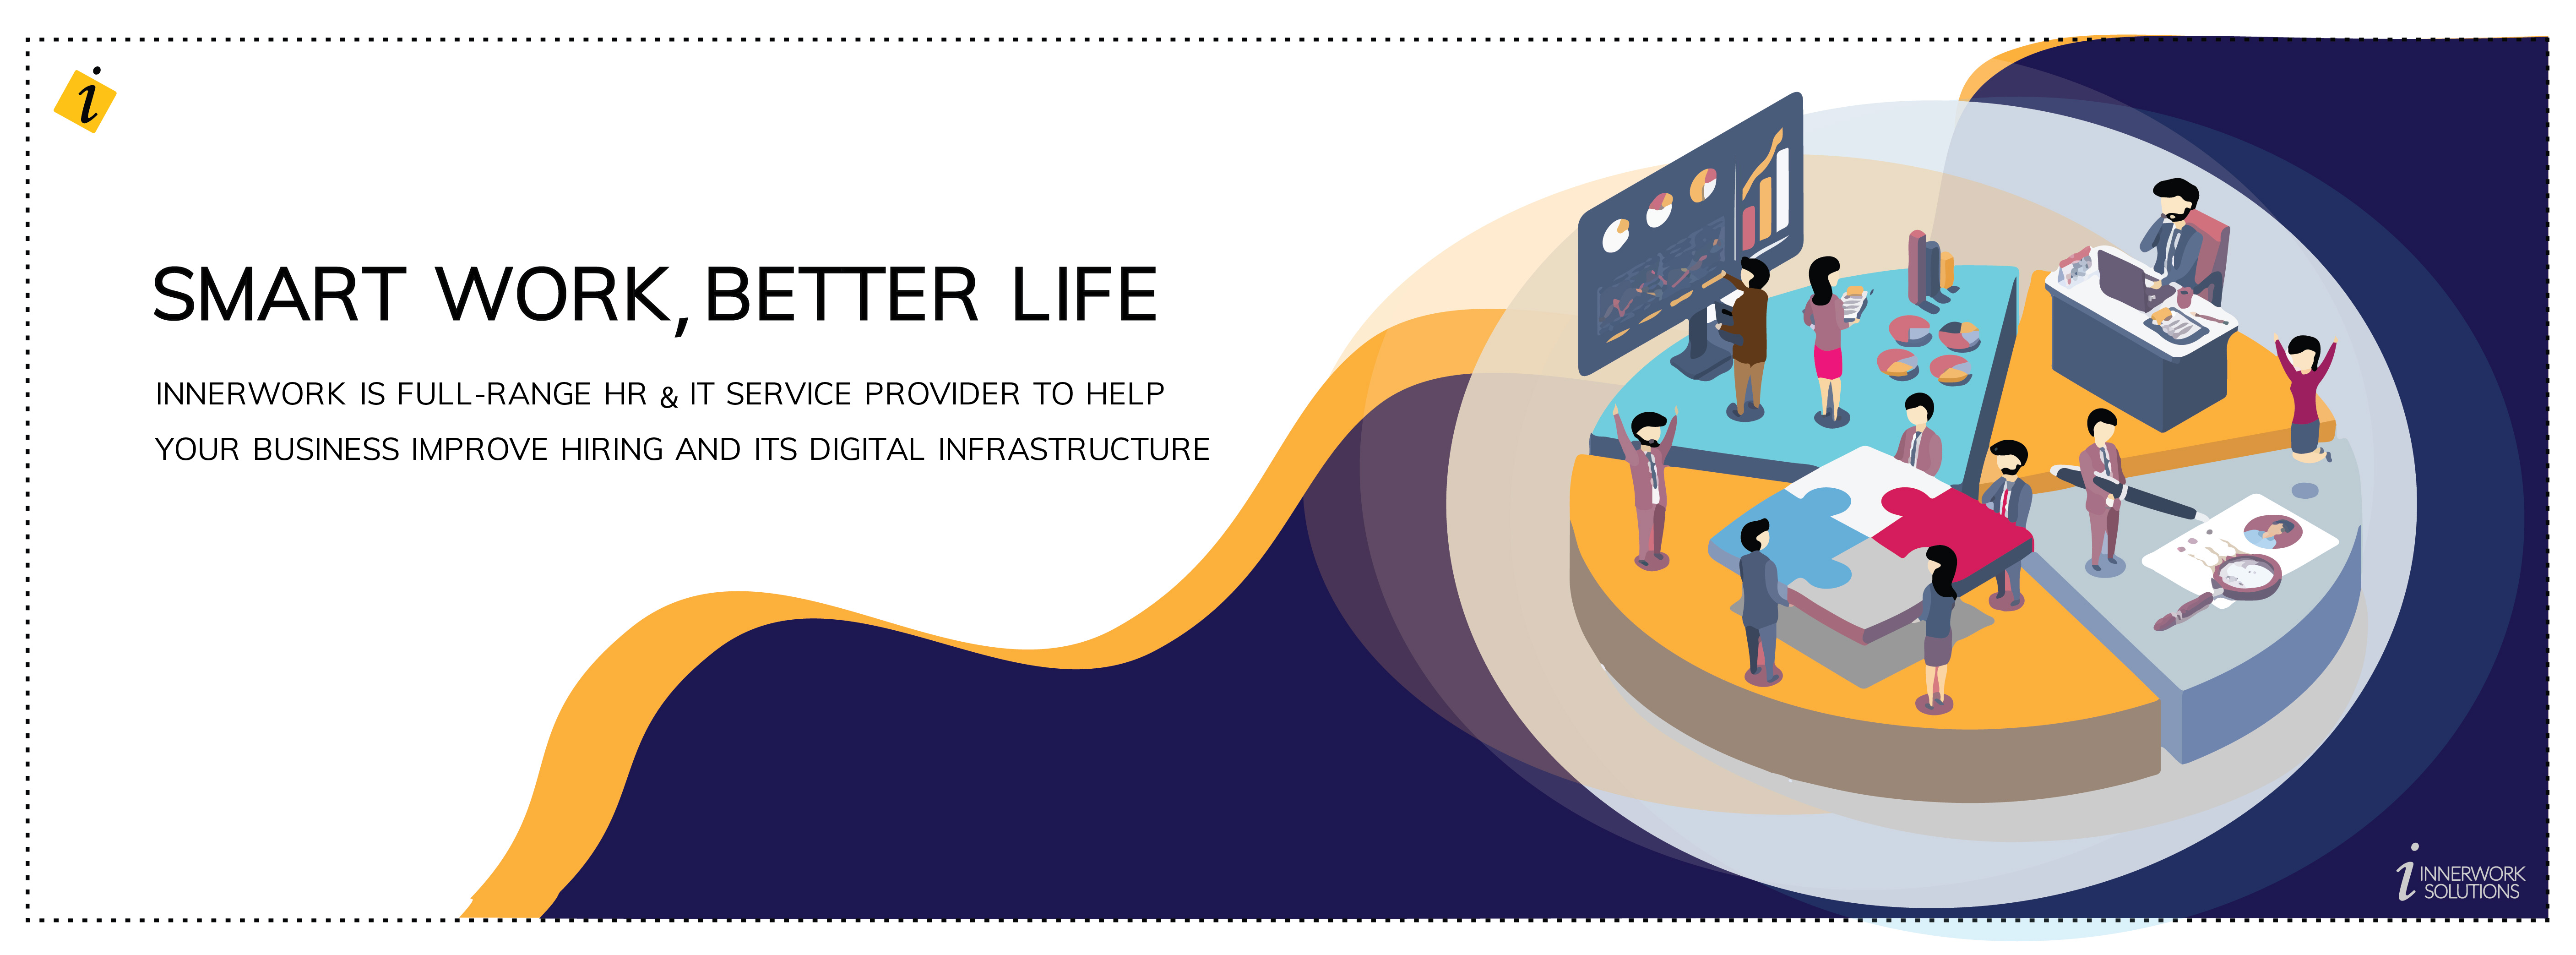 i
SMART WORK, BETTER LIFE
INNERWORK IS FULL-RANGE HR & IT SERVICE PROVIDER TO HELP
YOUR BUSINESS IMPROVE HIRING AND ITS DIGITAL INFRASTRUCTURE
i INNERWORK
SOLUTIONS